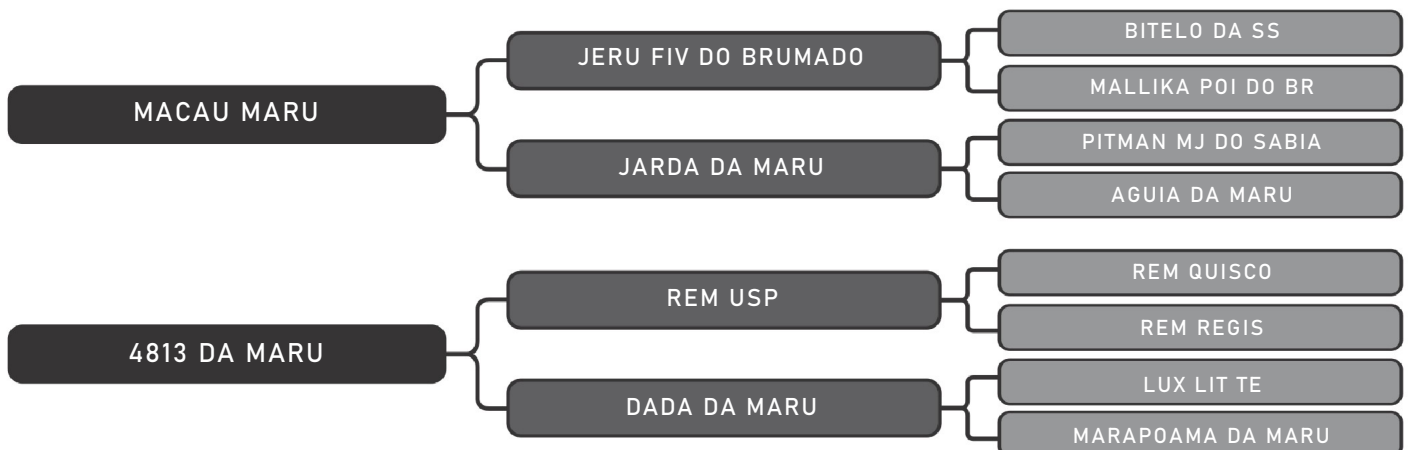 MACAU MARU
JERU FIV DO BRUMADO
BITELO DA SS
MALLIKA POI DO BR
JARDA DA MARU
PITMAN MJ DO SABIA
AGUIA DA MARU
4813 DA MARU
REM USP
REM QUISCO
REM REGIS
DADA DA MARU
LUX LIT TE
MARAPOAMA DA MARU